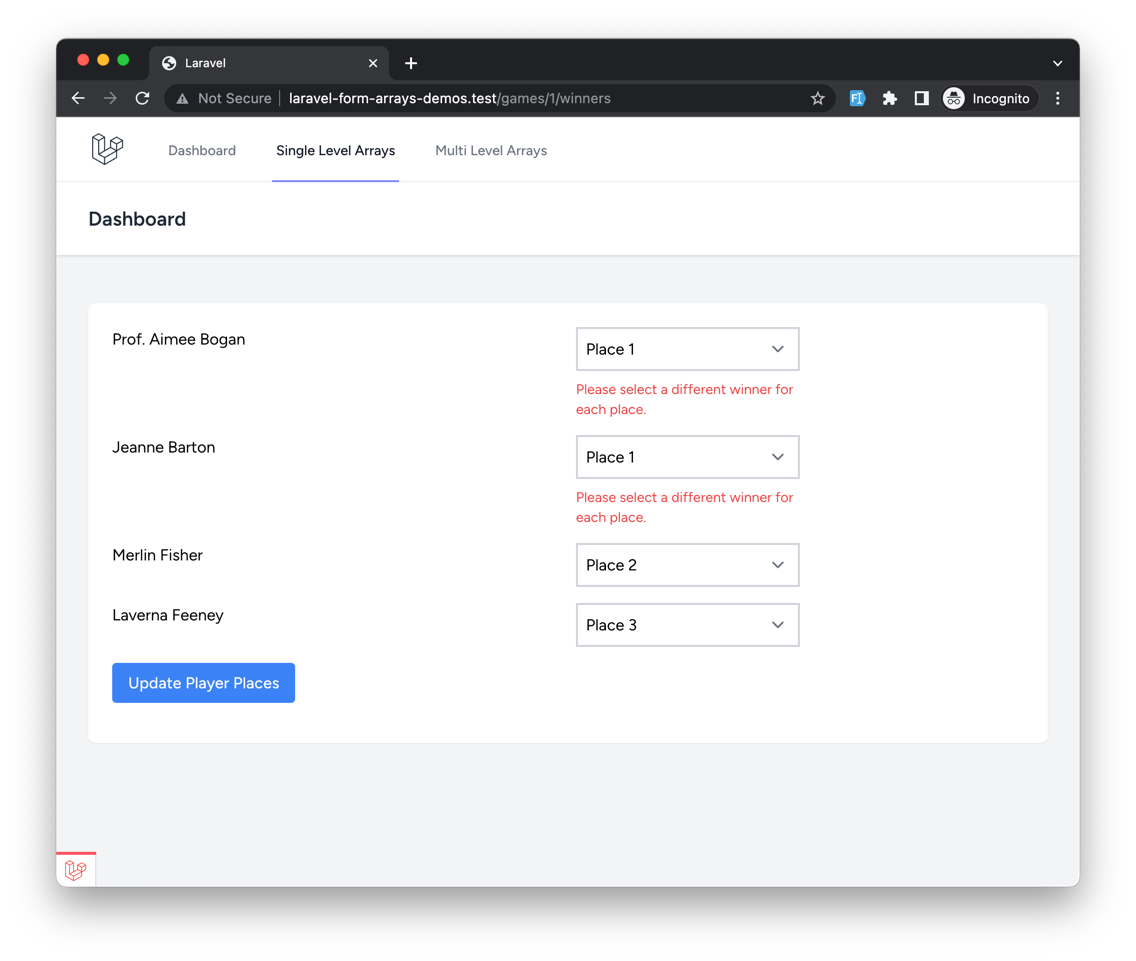 Laravel
Not Secure laravel-form-arrays-demos.test/games/1/winners Incognito
Dashboard Single Level Arrays Multi Level Arrays
Dashboard
Prof. Aimee Bogan Place 1
Please select a different winner for
each place.
Jeanne Barton Place 1
Please select a different winner for
each place.
Merlin Fisher Place 2
Laverna Feeney Place 3
Update Player Places